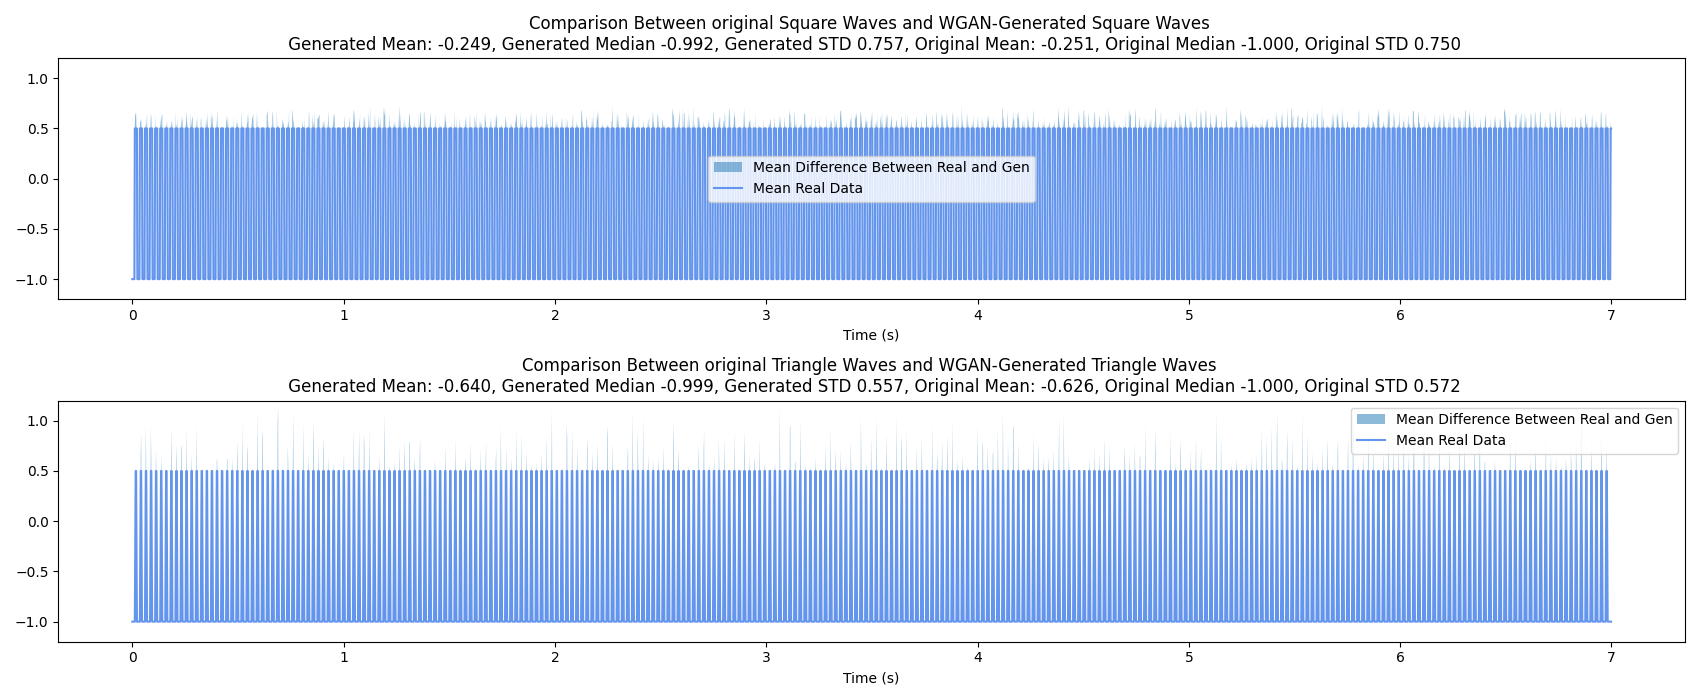 Comparison Between original Square Waves and WGAN-Generated Square Waves
Generated Mean: -0.249, Generated Median -0.992, Generated STD 0.757, Original Mean: -0.251, Original Median -1.000, Original STD 0.750
1.0
0.5
0.0
−0.5
−1.0
Mean Difference Between Real and Gen
Mean Real Data
0 1 2 3 4 5 6 7
Time (s)
Comparison Between original Triangle Waves and WGAN-Generated Triangle Waves
Generated Mean: -0.640, Generated Median -0.999, Generated STD 0.557, Original Mean: -0.626, Original Median -1.000, Original STD 0.572
1.0
0.5
0.0
−0.5
−1.0
Mean Difference Between Real and Gen
Mean Real Data
0 1 2 3 4 5 6 7
Time (s)